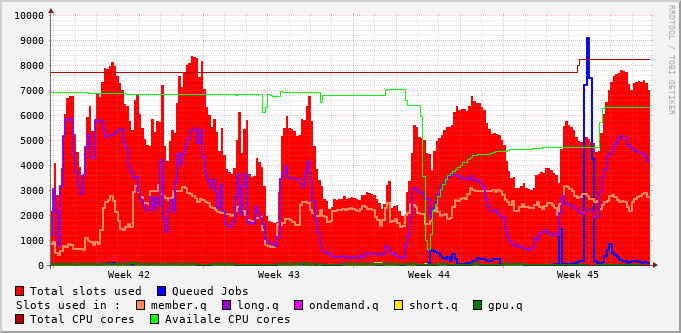 10000
9000
8000
7000
6000
5000
4000
3000
2000
1000
0
Week 42 Week 43 Week 44 Week 45
Total slots used Queued Jobs
Slots used in : member.q long.q ondemand.q short.q gpu.q
Total CPU cores Availale CPU cores
RRDTOOL / TOBI OETIKER